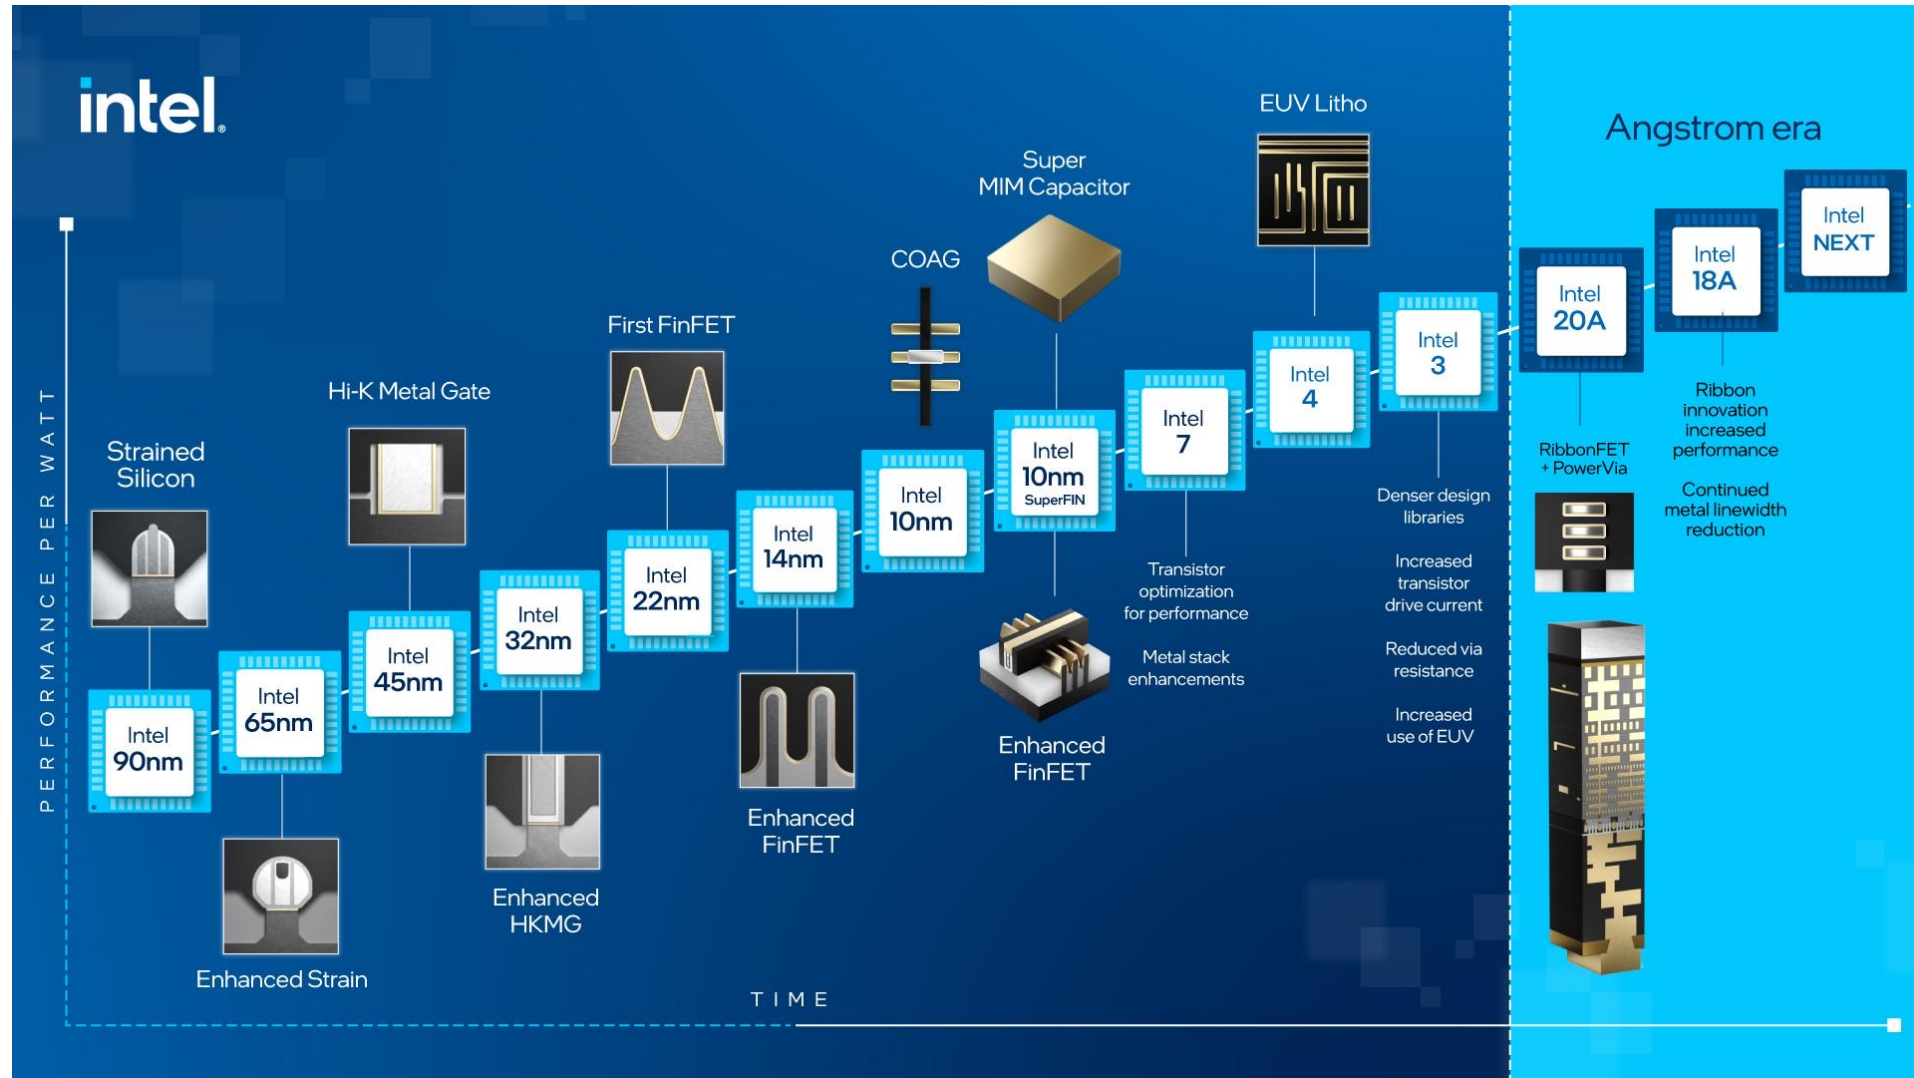 intel.
PERFORMANCE PER WATT
TIME
Strained
Silicon
Intel
90nm
Intel
65nm
Enhanced Strain
Hi-K Metal Gate
Intel
45nm
Intel
32nm
Enhanced
HKMG
First FinFET
Intel
22nm
Intel
14nm
Enhanced
FinFET
COAG
Intel
10nm
Super
MIM Capacitor
Intel
10nm
SuperFIN
Enhanced
FinFET
Intel
7
Transistor
optimization
for performance
Metal stack
enhancements
EUV Litho
Intel
4
Intel
3
Denser design
libraries
Increased
transistor
drive current
Reduced via
resistance
Increased
use of EUV
Angstrom era
Intel
20A
RibbonFET
+ PowerVia
Intel
18A
Ribbon
innovation
increased
performance
Continued
metal linewidth
reduction
Intel
NEXT